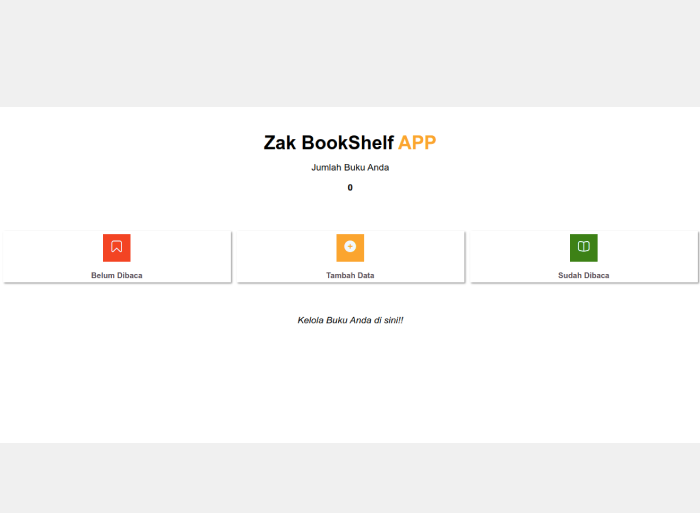 Zak BookShelf APP
Jumlah Buku Anda
0
Belum Dibaca
Tambah Data
Sudah Dibaca
Kelola Buku Anda di sini!!